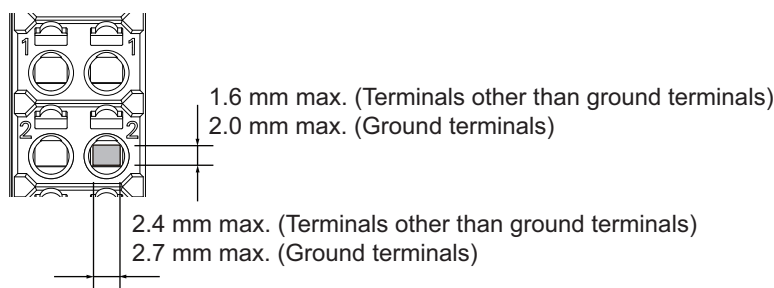 1 1
1.6 mm max. (Terminals other than ground terminals)
2.0 mm max. (Ground terminals)
2 2
2.4 mm max. (Terminals other than ground terminals)
2.7 mm max. (Ground terminals)